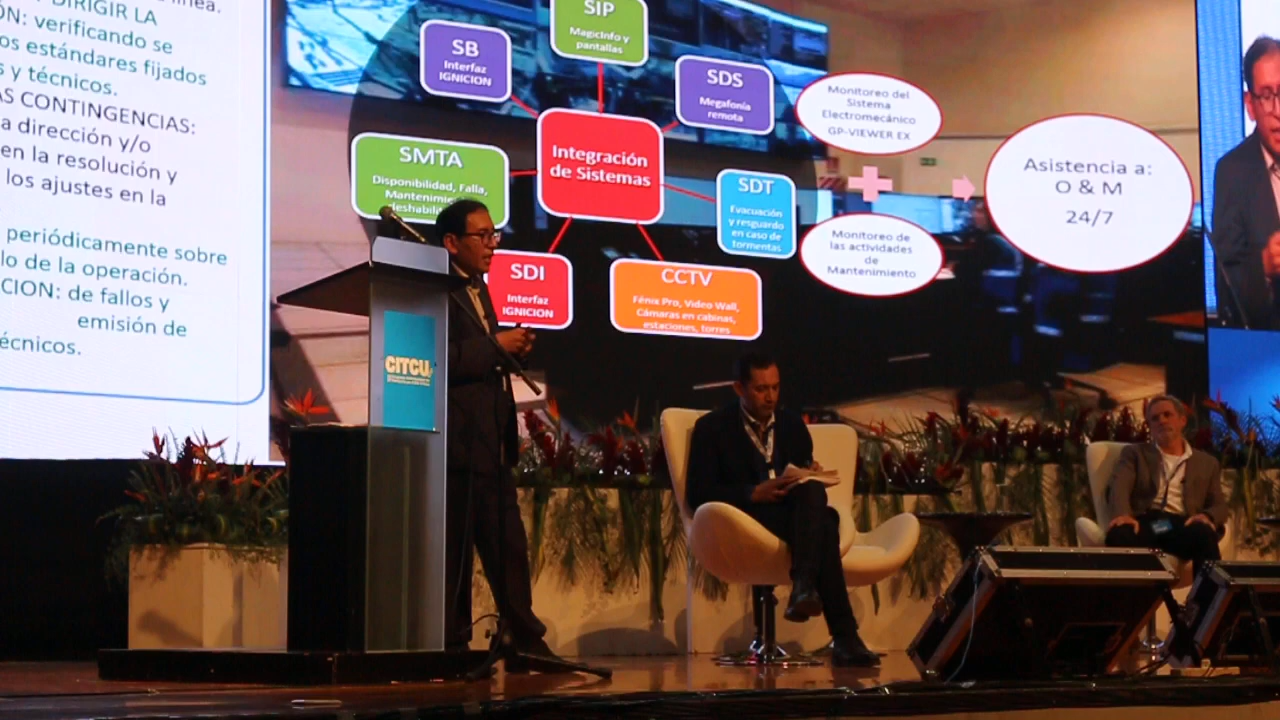 DIRIGIR LA
ÓN: verificando se
os estándares fijados
s y técnicos.
AS CONTINGENCIAS:
a dirección y/o
en la resolución y
los ajustes en la
periódicamente sobre
lo de la operación.
CION: de fallos y
emisión de
écnicos.
SIP
MagicInfo y
pantallas
SB
Interfaz
IGNICION
SDS
Megafonía
remota
SMTA
Disponibilidad, Falla,
Integración
de Sistemas
SDT
Evacuación
y resguardo
en caso de
tormentas
SDI
Interfaz
IGNICION
CCTV
Fénix Pro, Video Wall,
Cámaras en cabinas,
estaciones, torres
Monitoreo del
Sistema
Electromecánico
GP-VIEWER EX
Monitoreo de
las actividades
de
Mantenimiento
Asistencia a:
O & M
24/7
CITCU